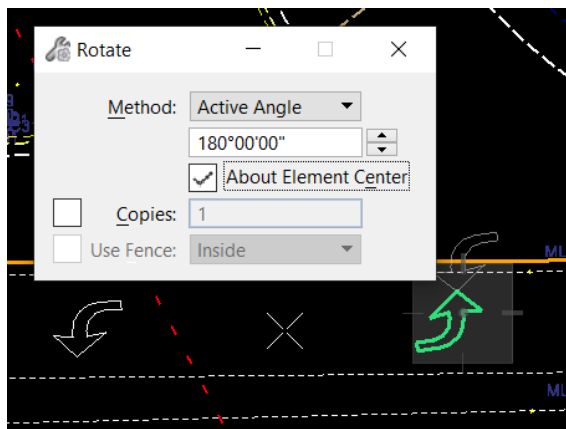 Rotate
Method: Active Angle
180°00'00"
About Element Center
Copies: 1
Use Fence: Inside
ML
ML